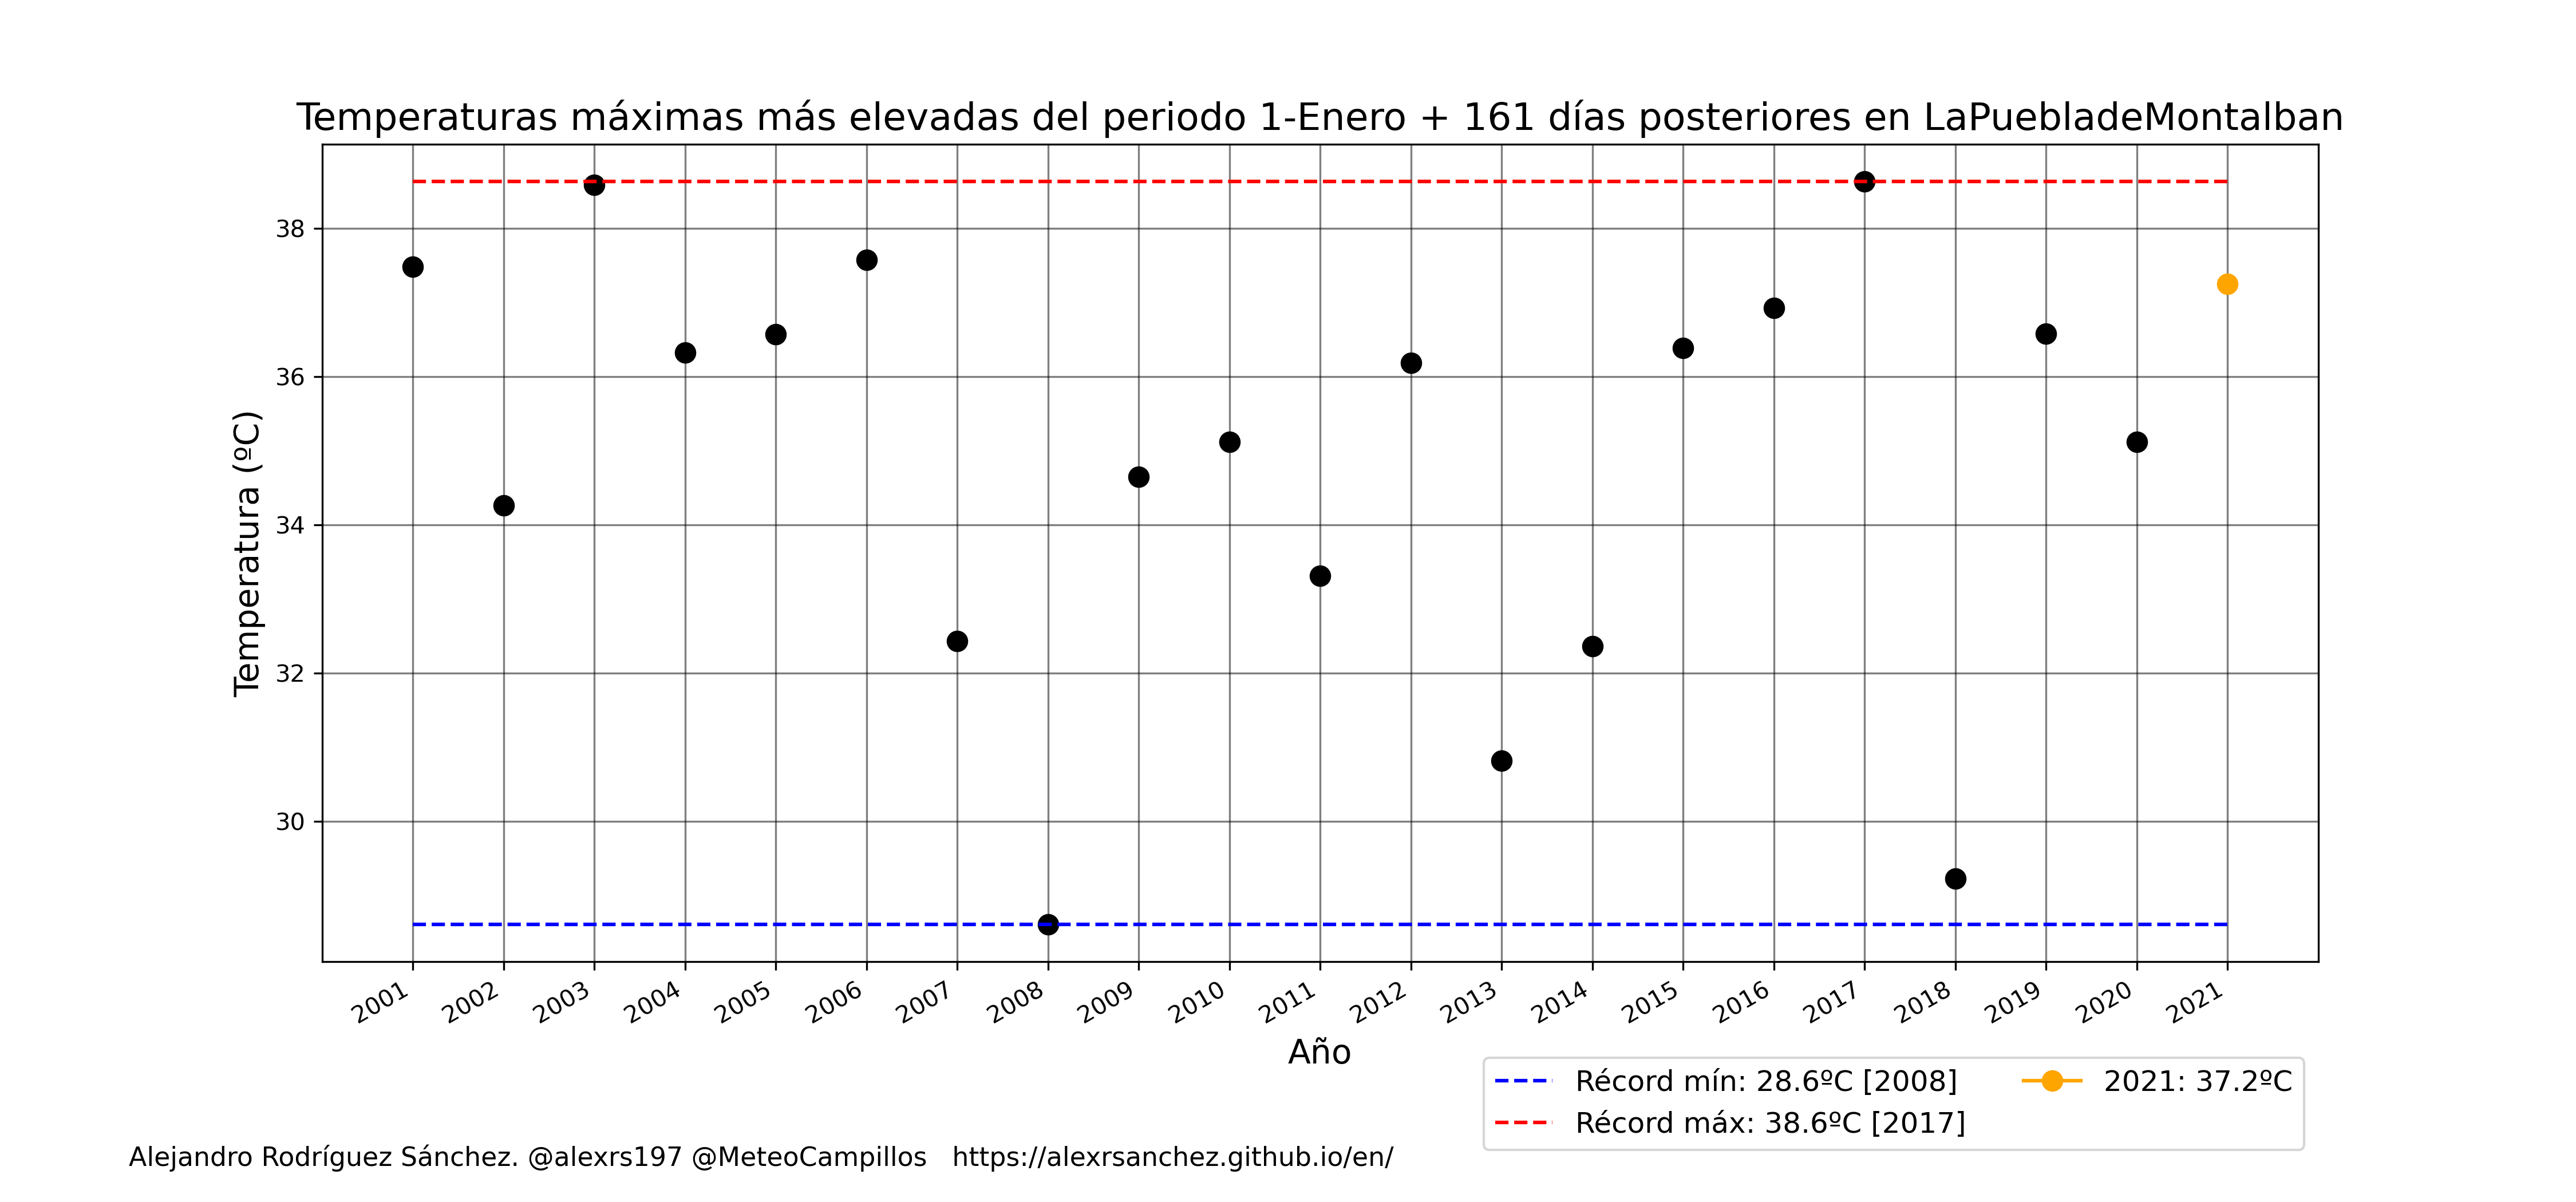 Temperaturas máximas más elevadas del periodo 1-Enero + 161 días posteriores en LaPuebladeMontalban
Temperatura (ºC)
38
36
34
32
30
2001 2002 2003 2004 2005 2006 2007 2008 2009 2010 2011 2012 2013 2014 2015 2016 2017 2018 2019 2020 2021
Año
Récord mín: 28.6ºC [2008]
Récord máx: 38.6ºC [2017]
2021: 37.2ºC
Alejandro Rodríguez Sánchez. @alexrs197 @MeteoCampillos https://alexrsanchez.github.io/en/